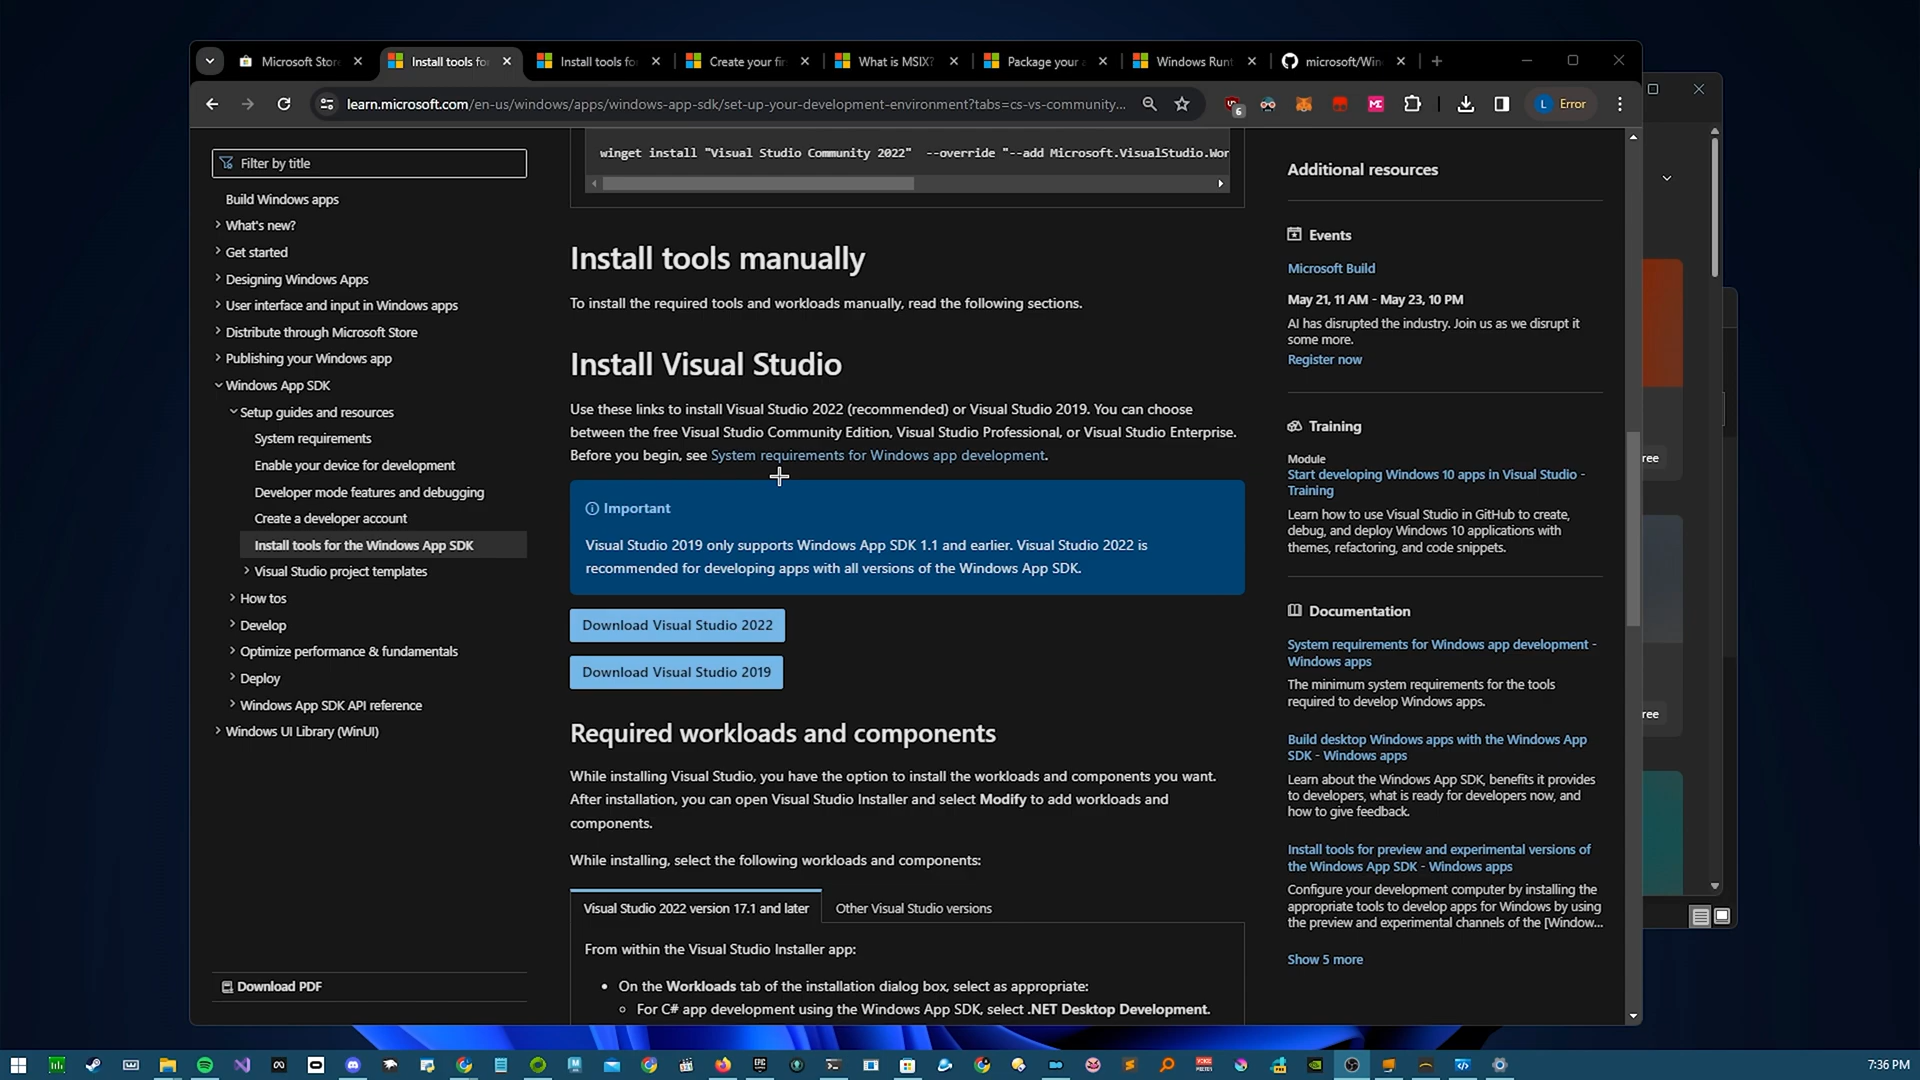 Microsoft Stor
Install tools fo
Install tools fo
Create your fir
What is MSIX?
Package your
Windows Runt
microsoft/Win
learn.microsoft.com/en-us/windows/apps/windows-app-sdk/set-up-your-development-environment?tabs=cs-vs-community...
6
L Error
Filter by title
Build Windows apps
What's new?
Get started
Designing Windows Apps
User interface and input in Windows apps
Distribute through Microsoft Store
Publishing your Windows app
Windows App SDK
Setup guides and resources
System requirements
Enable your device for development
Developer mode features and debugging
Create a developer account
Install tools for the Windows App SDK
Visual Studio project templates
How tos
Develop
Optimize performance & fundamentals
Deploy
Windows App SDK API reference
Windows UI Library (WinUI)
Download PDF
winget install "Visual Studio Community 2022" --override "--add Microsoft.VisualStudio.Wor
Install tools manually
To install the required tools and workloads manually, read the following sections.
Install Visual Studio
Use these links to install Visual Studio 2022 (recommended) or Visual Studio 2019. You can choose
between the free Visual Studio Community Edition, Visual Studio Professional, or Visual Studio Enterprise.
Before you begin, see System requirements for Windows app development.
Important
Visual Studio 2019 only supports Windows App SDK 1.1 and earlier. Visual Studio 2022 is
recommended for developing apps with all versions of the Windows App SDK.
Download Visual Studio 2022
Download Visual Studio 2019
Required workloads and components
While installing Visual Studio, you have the option to install the workloads and components you want.
After installation, you can open Visual Studio Installer and select Modify to add workloads and
components.
While installing, select the following workloads and components:
Visual Studio 2022 version 17.1 and later
Other Visual Studio versions
From within the Visual Studio Installer app:
• On the Workloads tab of the installation dialog box, select as appropriate:
○ For C# app development using the Windows App SDK, select .NET Desktop Development.
Additional resources
Events
Microsoft Build
May 21, 11 AM - May 23, 10 PM
AI has disrupted the industry. Join us as we disrupt it
some more.
Register now
Training
Module
Start developing Windows 10 apps in Visual Studio -
Training
Learn how to use Visual Studio in GitHub to create,
debug, and deploy Windows 10 applications with
themes, refactoring, and code snippets.
Documentation
System requirements for Windows app development -
Windows apps
The minimum system requirements for the tools
required to develop Windows apps.
Build desktop Windows apps with the Windows App
SDK - Windows apps
Learn about the Windows App SDK, benefits it provides
to developers, what is ready for developers now, and
how to give feedback.
Install tools for preview and experimental versions of
the Windows App SDK - Windows apps
Configure your development computer by installing the
appropriate tools to develop apps for Windows by using
the preview and experimental channels of the [Window...
Show 5 more
ree
ree
7:36 PM